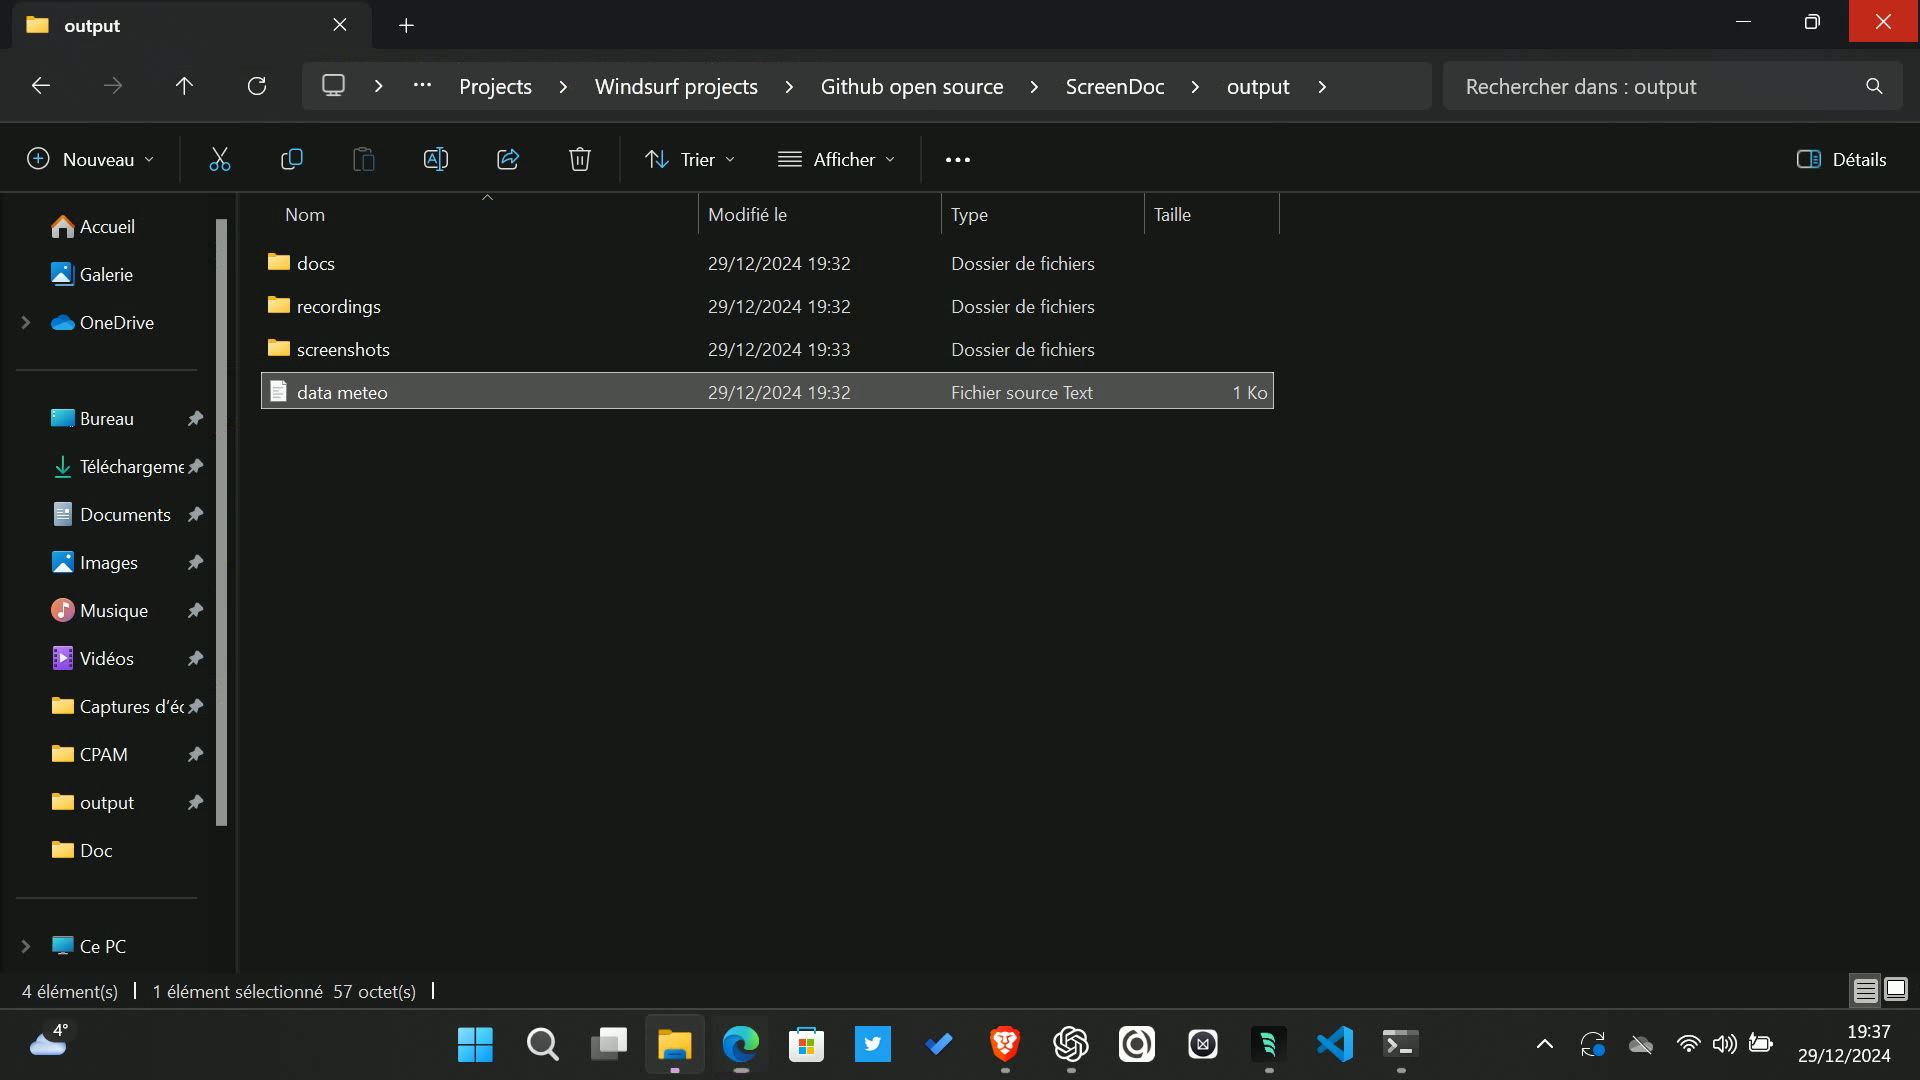 output
Projects
Windsurf projects
Github open source
ScreenDoc
output
Rechercher dans : output
Nouveau
Trier
Afficher
Détails
Nom
Modifié le
Type
Taille
docs
29/12/2024 19:32
Dossier de fichiers
recordings
29/12/2024 19:32
Dossier de fichiers
screenshots
29/12/2024 19:33
Dossier de fichiers
data meteo
29/12/2024 19:32
Fichier source Text
1 Ko
Accueil
Galerie
OneDrive
Bureau
Téléchargeme
Documents
Images
Musique
Vidéos
Captures d'éc
CPAM
output
Doc
Ce PC
4 élément(s)
1 élément sélectionné 57 octet(s)
4°
19:37
29/12/2024